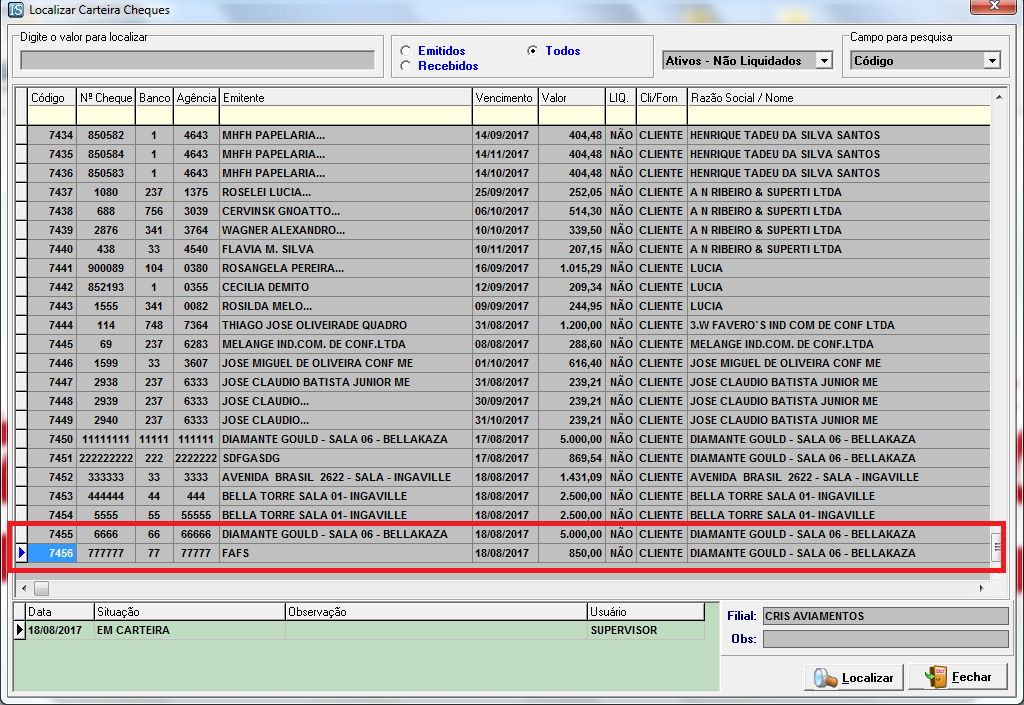 Localizar Carteira Cheques
Digite o valor para localizar
Emitidos
Recebidos
Todos
Ativos - Não Liquidados
Campo para pesquisa
Código
Código Nº Cheque Banco Agência Emitente Vencimento Valor LIQ. Cli/Forn Razão Social / Nome
7434 850582 1 4643 MHFH PAPELARIA... 14/09/2017 404,48 NÃO CLIENTE HENRIQUE TADEU DA SILVA SANTOS
7435 850584 1 4643 MHFH PAPELARIA... 14/11/2017 404,48 NÃO CLIENTE HENRIQUE TADEU DA SILVA SANTOS
7436 850583 1 4643 MHFH PAPELARIA... 14/10/2017 404,48 NÃO CLIENTE HENRIQUE TADEU DA SILVA SANTOS
7437 1080 237 1375 ROSELEI LUCIA... 25/09/2017 252,05 NÃO CLIENTE A N RIBEIRO & SUPERTI LTDA
7438 688 756 3039 CERVINSK GNOATTO... 06/10/2017 514,30 NÃO CLIENTE A N RIBEIRO & SUPERTI LTDA
7439 2876 341 3764 WAGNER ALEXANDRO... 10/10/2017 339,50 NÃO CLIENTE A N RIBEIRO & SUPERTI LTDA
7440 438 33 4540 FLAVIA M. SILVA 10/11/2017 207,15 NÃO CLIENTE A N RIBEIRO & SUPERTI LTDA
7441 900089 104 0380 ROSANGELA PEREIRA... 16/09/2017 1.015,29 NÃO CLIENTE LUCIA
7442 852193 1 0355 CECILIA DEMITO 12/09/2017 209,34 NÃO CLIENTE LUCIA
7443 1555 341 0082 ROSILDA MELO... 09/09/2017 244,95 NÃO CLIENTE LUCIA
7444 114 748 7364 THIAGO JOSE OLIVEIRADE QUADRO 31/08/2017 1.200,00 NÃO CLIENTE 3.W FAVERO`S IND COM DE CONF LTDA
7445 69 237 6283 MELANGE IND.COM. DE CONF.LTDA 08/08/2017 288,60 NÃO CLIENTE MELANGE IND.COM. DE CONF.LTDA
7446 1599 33 3607 JOSE MIGUEL DE OLIVEIRA CONF ME 01/10/2017 616,40 NÃO CLIENTE JOSE MIGUEL DE OLIVEIRA CONF ME
7447 2938 237 6333 JOSE CLAUDIO BATISTA JUNIOR ME 31/08/2017 239,21 NÃO CLIENTE JOSE CLAUDIO BATISTA JUNIOR ME
7448 2939 237 6333 JOSE CLAUDIO... 30/09/2017 239,21 NÃO CLIENTE JOSE CLAUDIO BATISTA JUNIOR ME
7449 2940 237 6333 JOSE CLAUDIO... 31/10/2017 239,21 NÃO CLIENTE JOSE CLAUDIO BATISTA JUNIOR ME
7450 11111111 11111 111111 DIAMANTE GOULD - SALA 06 - BELLAKAZA 17/08/2017 5.000,00 NÃO CLIENTE DIAMANTE GOULD - SALA 06 - BELLAKAZA
7451 222222222 222 2222222 SDFGASDG 17/08/2017 869,54 NÃO CLIENTE DIAMANTE GOULD - SALA 06 - BELLAKAZA
7452 333333 33 3333 AVENIDA BRASIL 2622 - SALA - INGAVILLE 18/08/2017 1.431,09 NÃO CLIENTE AVENIDA BRASIL 2622 - SALA - INGAVILLE
7453 444444 44 444 BELLA TORRE SALA 01- INGAVILLE 18/08/2017 2.500,00 NÃO CLIENTE BELLA TORRE SALA 01- INGAVILLE
7454 5555 55 55555 BELLA TORRE SALA 01- INGAVILLE 18/08/2017 2.500,00 NÃO CLIENTE BELLA TORRE SALA 01- INGAVILLE
7455 6666 66 66666 DIAMANTE GOULD - SALA 06 - BELLAKAZA 18/08/2017 5.000,00 NÃO CLIENTE DIAMANTE GOULD - SALA 06 - BELLAKAZA
7456 777777 77 77777 FAFS 18/08/2017 850,00 NÃO CLIENTE DIAMANTE GOULD - SALA 06 - BELLAKAZA
Data Situação Observação Usuário
18/08/2017 EM CARTEIRA SUPERVISOR
Filial: CRIS AVIAMENTOS
Obs:
Localizar
Fechar